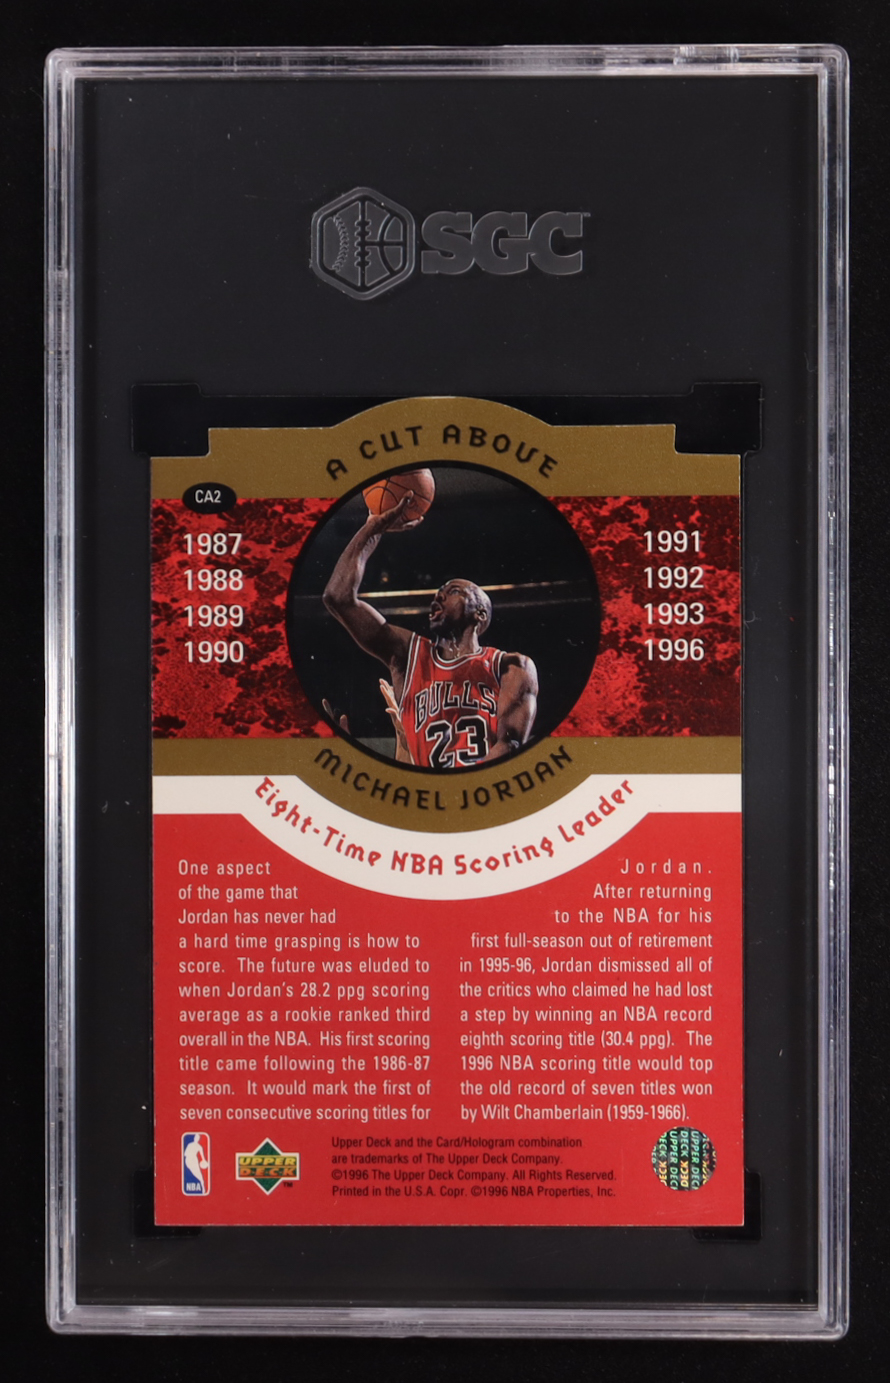 SGC
A CUT ABOVE
CA2
1987
1988
1989
1990
1991
1992
1993
1996
BULLS
23
MICHAEL JORDAN
Eight-Time NBA Scoring Leader
One aspect
of the game that
Jordan has never had
a hard time grasping is how to
score. The future was eluded to
when Jordan's 28.2 ppg scoring
average as a rookie ranked third
overall in the NBA. His first scoring
title came following the 1986-87
season. It would mark the first of
seven consecutive scoring titles for
Jordan.
After returning
to the NBA for his
first full-season out of retirement
in 1995-96, Jordan dismissed all of
the critics who claimed he had lost
a step by winning an NBA record
eighth scoring title (30.4 ppg). The
1996 NBA scoring title would top
the old record of seven titles won
by Wilt Chamberlain (1959-1966).
NBA
UPPER
DECK
TM
Upper Deck and the Card/Hologram combination
are trademarks of The Upper Deck Company.
©1996 The Upper Deck Company. All Rights Reserved.
Printed in the U.S.A. Copr. ©1996 NBA Properties, Inc.
UPPER DECK